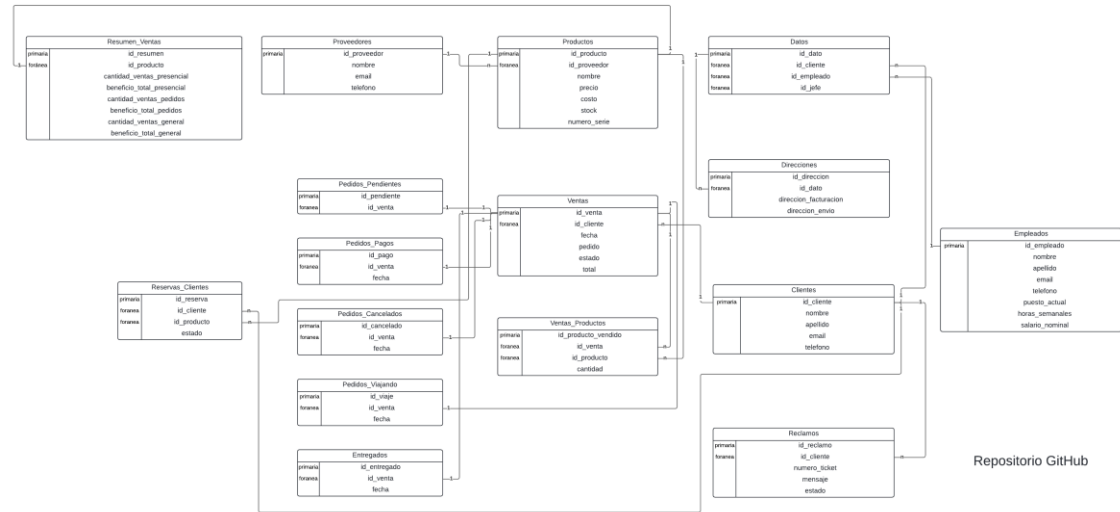 Resumen_Ventas
primaria id_resumen
foránea id_producto
cantidad_ventas_presencial
beneficio_total_presencial
cantidad_ventas_pedidos
beneficio_total_pedidos
cantidad_ventas_general
beneficio_total_general
Proveedores
primaria id_proveedor
nombre
email
telefono
Productos
primaria id_producto
foranea id_proveedor
nombre
precio
costo
stock
numero_serie
Datos
primaria id_dato
foranea id_cliente
foranea id_empleado
foranea id_jefe
Direcciones
primaria id_direccion
foranea id_dato
direccion_facturacion
direccion_envio
Pedidos_Pendientes
primaria id_pendiente
foranea id_venta
Ventas
primaria id_venta
foranea id_cliente
fecha
pedido
estado
total
Empleados
primaria id_empleado
nombre
apellido
email
telefono
puesto_actual
horas_semanales
salario_nominal
Pedidos_Pagos
primaria id_pago
foranea id_venta
fecha
Reservas_Clientes
primaria id_reserva
foranea id_cliente
foranea id_producto
estado
Clientes
primaria id_cliente
nombre
apellido
email
telefono
Pedidos_Cancelados
primaria id_cancelado
foranea id_venta
fecha
Ventas_Productos
primaria id_producto_vendido
foranea id_venta
foranea id_producto
cantidad
Pedidos_Viajando
primaria id_viaje
foranea id_venta
fecha
Reclamos
primaria id_reclamo
foranea id_cliente
numero_ticket
mensaje
estado
Entregados
primaria id_entregado
foranea id_venta
fecha
Repositorio GitHub